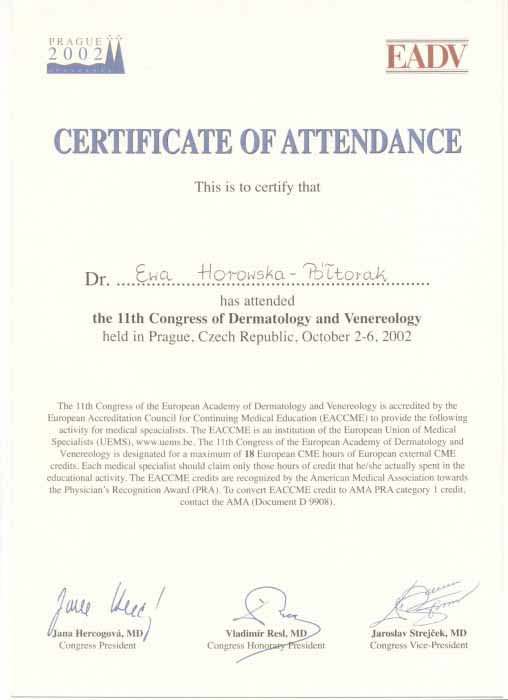 PRAGUE
2002
EADV
CERTIFICATE OF ATTENDANCE
This is to certify that
Dr. Ewa Horowska-Półtorak
has attended
the 11th Congress of Dermatology and Venereology
held in Prague, Czech Republic, October 2-6, 2002
The 11th Congress of the European Academy of Dermatology and Venereology is accredited by the
European Accreditation Council for Continuing Medical Education (EACCME) to provide the following
activity for medical speacialists. The EACCME is an institution of the European Union of Medical
Specialists (UEMS), www.uems.be. The 11th Congress of the European Academy of Dermatology and
Venereology is designated for a maximum of 18 European CME hours of European external CME
credits. Each medical specialist should claim only those hours of credit that he/she actually spent in the
educational activity. The EACCME credits are recognized by the American Medical Association towards
the Physician's Recognition Award (PRA). To convert EACCME credit to AMA PRA category 1 credit,
contact the AMA (Document D 9908).
Jana Hercogová, MD
Congress President
Vladimír Resl, MD
Congress Honorary President
Jaroslav Strejček, MD
Congress Vice-President